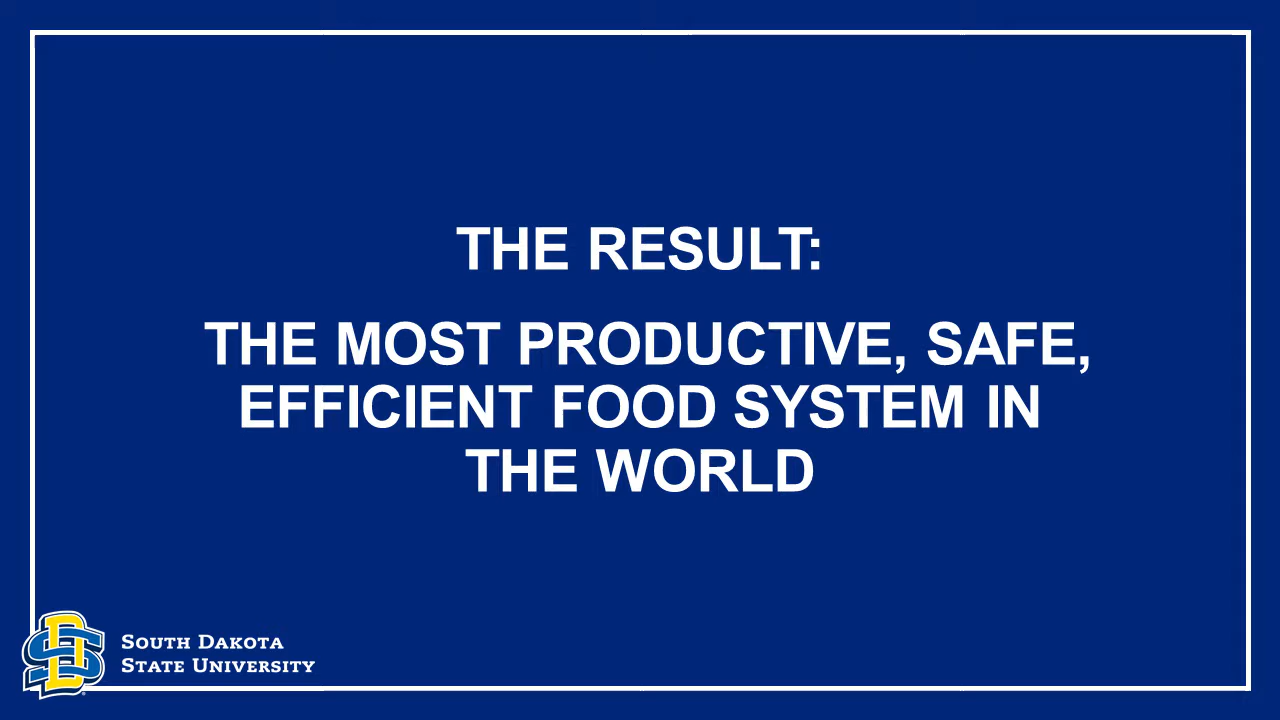 THE RESULT:
THE MOST PRODUCTIVE, SAFE,
EFFICIENT FOOD SYSTEM IN
THE WORLD
SOUTH DAKOTA
STATE UNIVERSITY